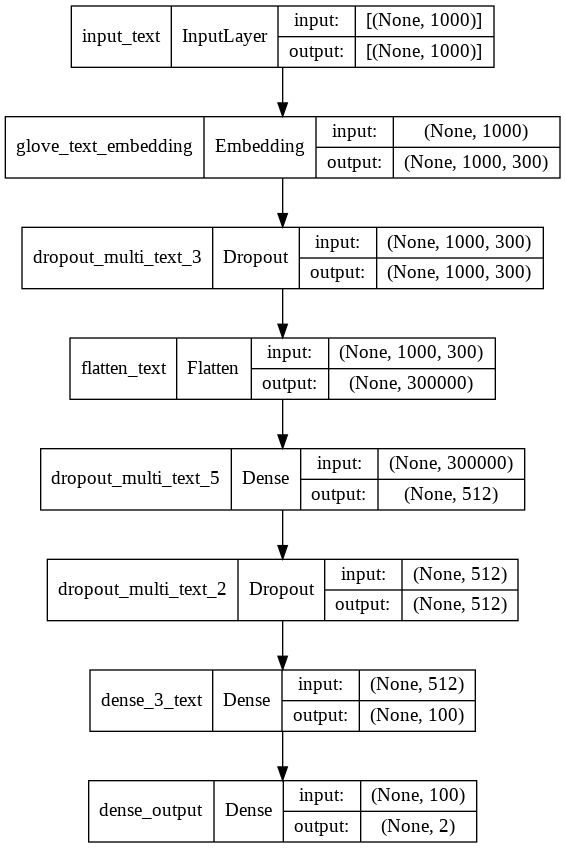 input_text InputLayer input: [(None, 1000)]
output: [(None, 1000)]
glove_text_embedding Embedding input: (None, 1000)
output: (None, 1000, 300)
dropout_multi_text_3 Dropout input: (None, 1000, 300)
output: (None, 1000, 300)
flatten_text Flatten input: (None, 1000, 300)
output: (None, 300000)
dropout_multi_text_5 Dense input: (None, 300000)
output: (None, 512)
dropout_multi_text_2 Dropout input: (None, 512)
output: (None, 512)
dense_3_text Dense input: (None, 512)
output: (None, 100)
dense_output Dense input: (None, 100)
output: (None, 2)